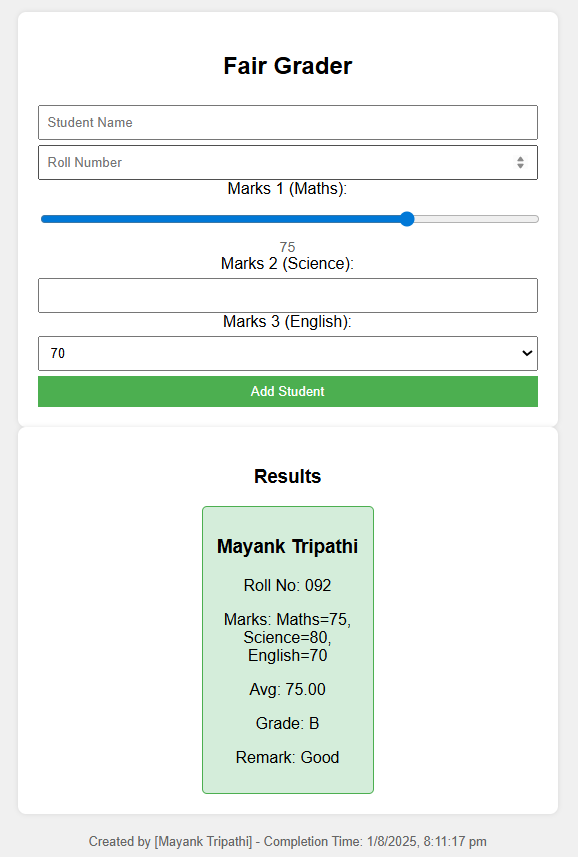 Fair Grader
Student Name
Roll Number
Marks 1 (Maths):
75
Marks 2 (Science):
Marks 3 (English):
70
Add Student
Results
Mayank Tripathi
Roll No: 092
Marks: Maths=75,
Science=80,
English=70
Avg: 75.00
Grade: B
Remark: Good
Created by [Mayank Tripathi] - Completion Time: 1/8/2025, 8:11:17 pm